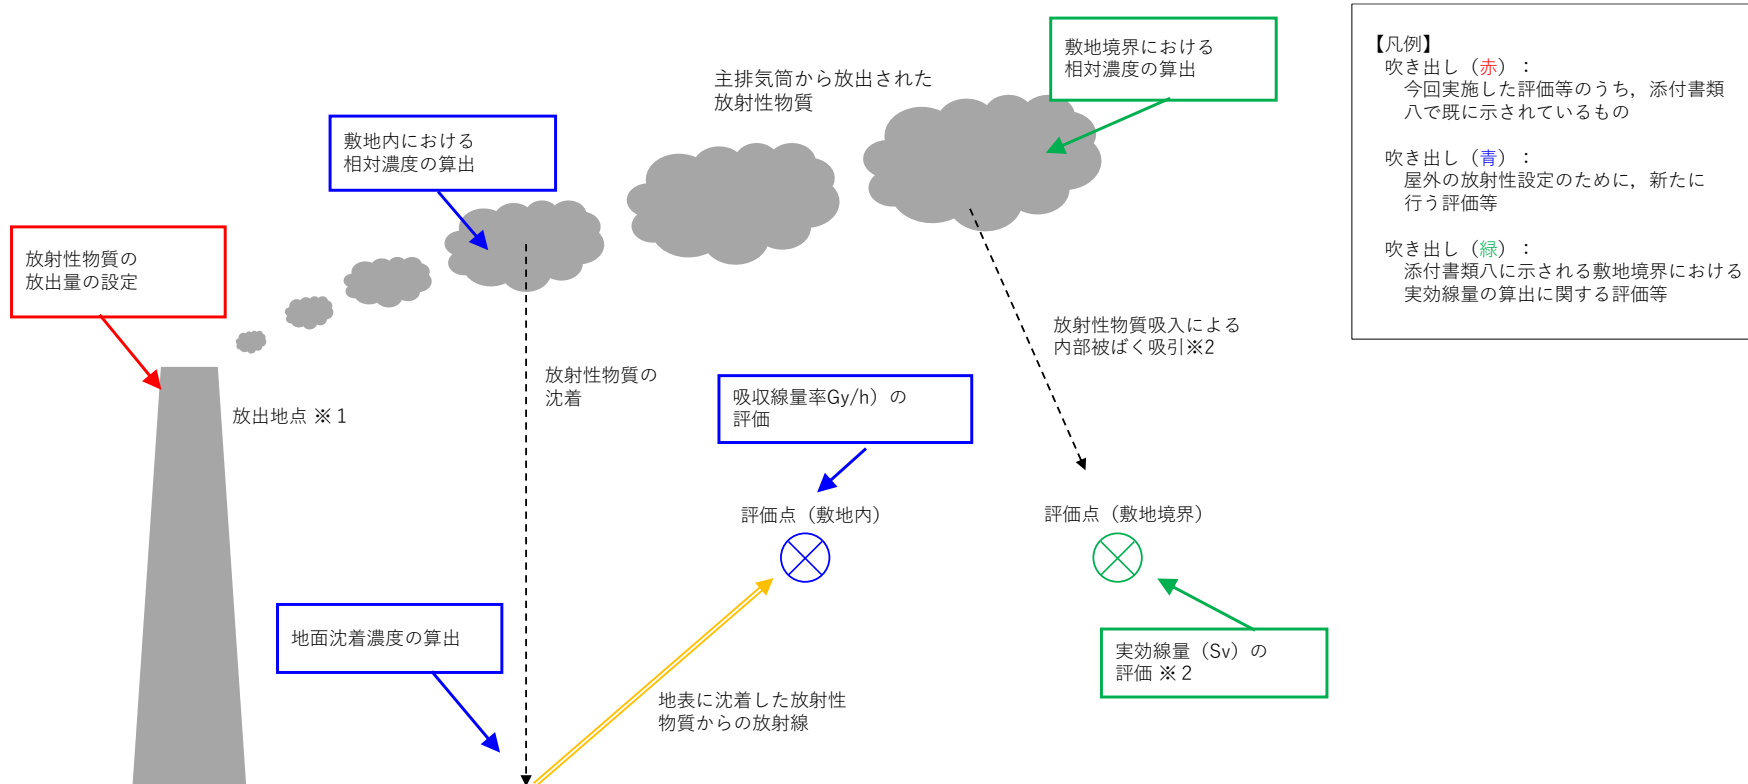 敷地境界における
相対濃度の算出
主排気筒から放出された
放射性物質
敷地内における
相対濃度の算出
放射性物質の
放出量の設定
放出地点 ※１
放射性物質の
沈着
放射性物質吸入による
内部被ばく吸引※2
吸収線量率Gy/h）の
評価
評価点（敷地内）
評価点（敷地境界）
地面沈着濃度の算出
実効線量（Sv）の
評価 ※２
地表に沈着した放射性
物質からの放射線
【凡例】
吹き出し（赤）：
今回実施した評価等のうち，添付書類
八で既に示されているもの
吹き出し（青）：
屋外の放射性設定のために，新たに
行う評価等
吹き出し（緑）：
添付書類八に示される敷地境界における
実効線量の算出に関する評価等